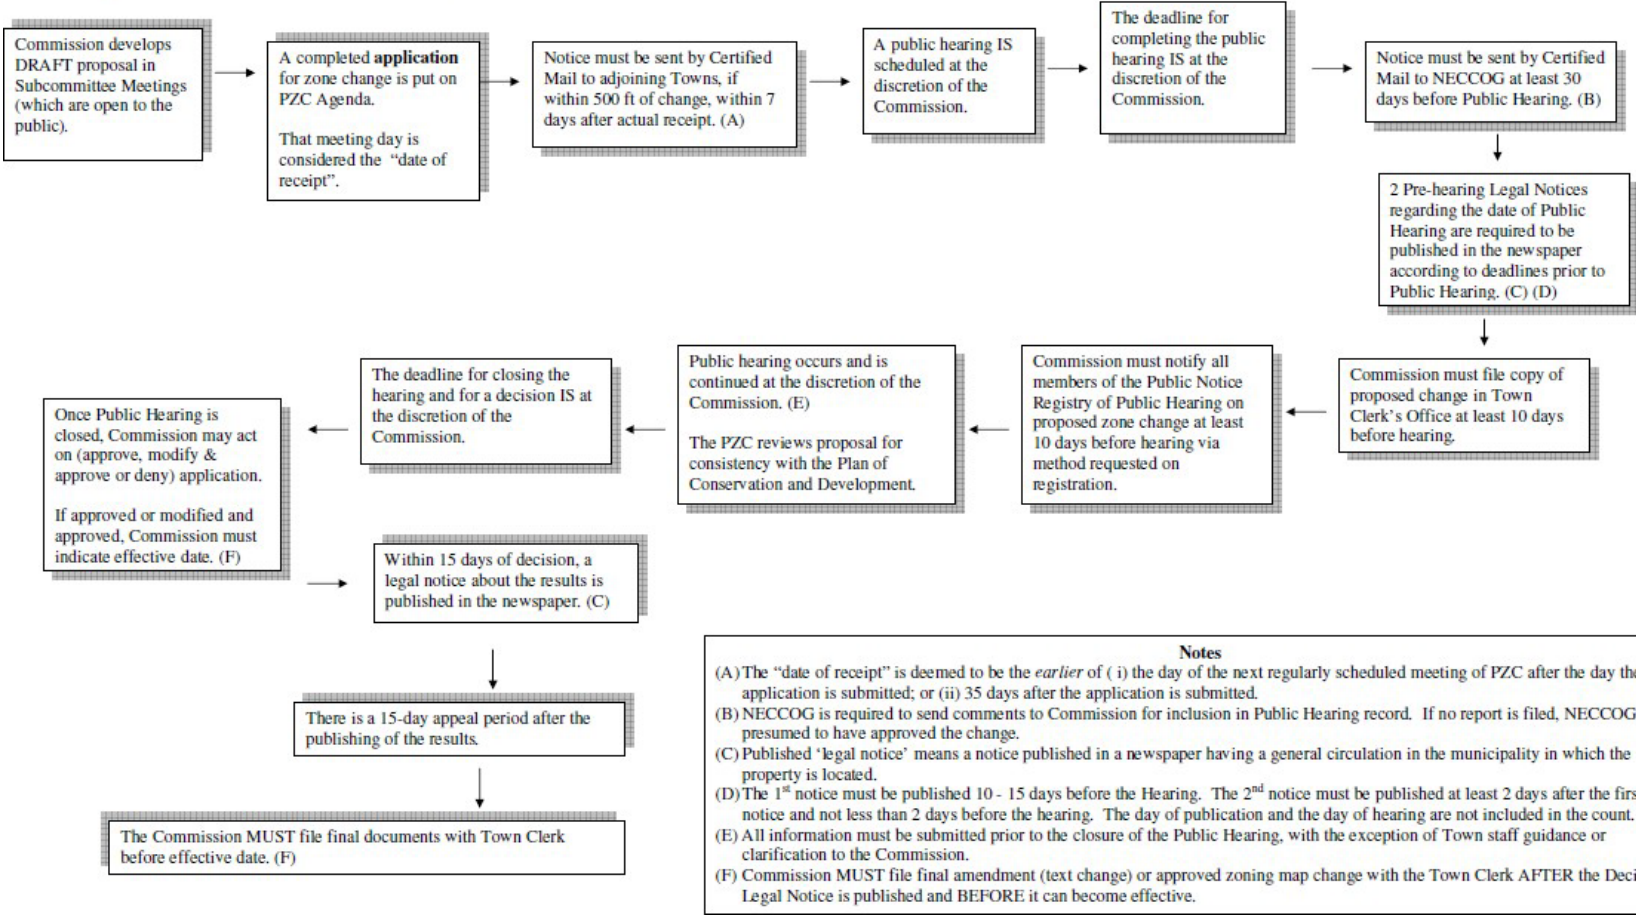 Commission develops
DRAFT proposal in
Subcommittee Meetings
(which are open to the
public).
A completed application
for zone change is put on
PZC Agenda.
That meeting day is
considered the “date of
receipt”.
Notice must be sent by Certified
Mail to adjoining Towns, if
within 500 ft of change, within 7
days after actual receipt. (A)
A public hearing IS
scheduled at the
discretion of the
Commission.
The deadline for
completing the public
hearing IS at the
discretion of the
Commission.
Notice must be sent by Certified
Mail to NECCOG at least 30
days before Public Hearing. (B)
2 Pre-hearing Legal Notices
regarding the date of Public
Hearing are required to be
published in the newspaper
according to deadlines prior to
Public Hearing. (C) (D)
Commission must file copy of
proposed change in Town
Clerk’s Office at least 10 days
before hearing.
Commission must notify all
members of the Public Notice
Registry of Public Hearing on
proposed zone change at least
10 days before hearing via
method requested on
registration.
Public hearing occurs and is
continued at the discretion of the
Commission. (E)
The PZC reviews proposal for
consistency with the Plan of
Conservation and Development.
The deadline for closing the
hearing and for a decision IS at
the discretion of the
Commission.
Once Public Hearing is
closed, Commission may act
on (approve, modify &
approve or deny) application.
If approved or modified and
approved, Commission must
indicate effective date. (F)
Within 15 days of decision, a
legal notice about the results is
published in the newspaper. (C)
There is a 15-day appeal period after the
publishing of the results.
The Commission MUST file final documents with Town Clerk
before effective date. (F)
Notes
(A) The “date of receipt” is deemed to be the earlier of ( i) the day of the next regularly scheduled meeting of PZC after the day the
application is submitted; or (ii) 35 days after the application is submitted.
(B) NECCOG is required to send comments to Commission for inclusion in Public Hearing record. If no report is filed, NECCOG
presumed to have approved the change.
(C) Published ‘legal notice’ means a notice published in a newspaper having a general circulation in the municipality in which the
property is located.
(D) The 1st notice must be published 10 - 15 days before the Hearing. The 2nd notice must be published at least 2 days after the firs
notice and not less than 2 days before the hearing. The day of publication and the day of hearing are not included in the count.
(E) All information must be submitted prior to the closure of the Public Hearing, with the exception of Town staff guidance or
clarification to the Commission.
(F) Commission MUST file final amendment (text change) or approved zoning map change with the Town Clerk AFTER the Deci
Legal Notice is published and BEFORE it can become effective.